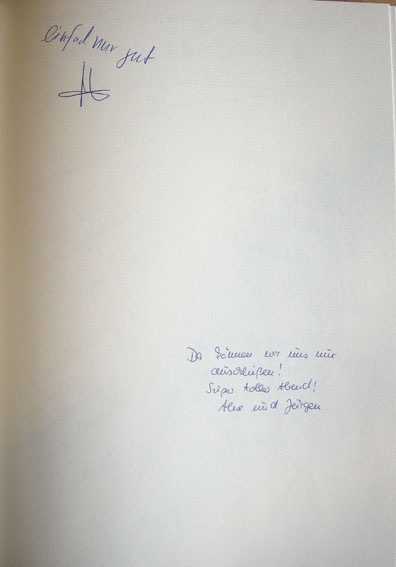 einfach nur gut
Da können wir uns nur
anschließen!
Super toller Abend!
Alex und Jürgen